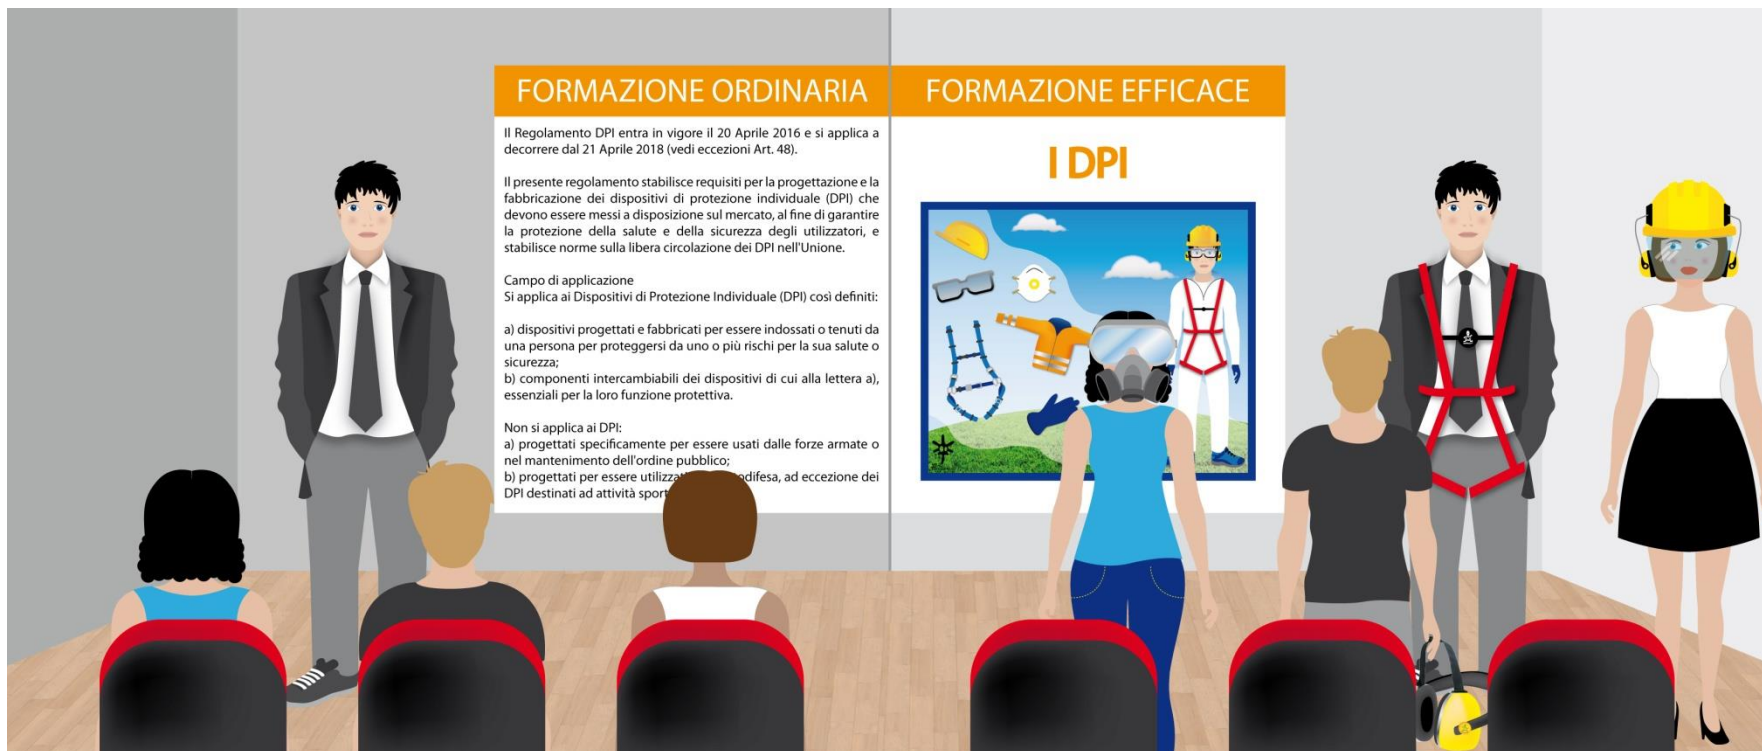 FORMAZIONE ORDINARIA
Il Regolamento DPI entra in vigore il 20 Aprile 2016 e si applica a
decorrere dal 21 Aprile 2018 (vedi eccezioni Art. 48).
Il presente regolamento stabilisce requisiti per la progettazione e la
fabbricazione dei dispositivi di protezione individuale (DPI) che
devono essere messi a disposizione sul mercato, al fine di garantire
la protezione della salute e della sicurezza degli utilizzatori, e
stabilisce norme sulla libera circolazione dei DPI nell'Unione.
Campo di applicazione
Si applica ai Dispositivi di Protezione Individuale (DPI) così definiti:
a) dispositivi progettati e fabbricati per essere indossati o tenuti da
una persona per proteggersi da uno o più rischi per la sua salute o
sicurezza;
b) componenti intercambiabili dei dispositivi di cui alla lettera a),
essenziali per la loro funzione protettiva.
Non si applica ai DPI:
a) progettati specificamente per essere usati dalle forze armate o
nel mantenimento dell'ordine pubblico;
b) progettati per essere ad eccezione dei
DPI destinati ad attività
FORMAZIONE EFFICACE
I DPI